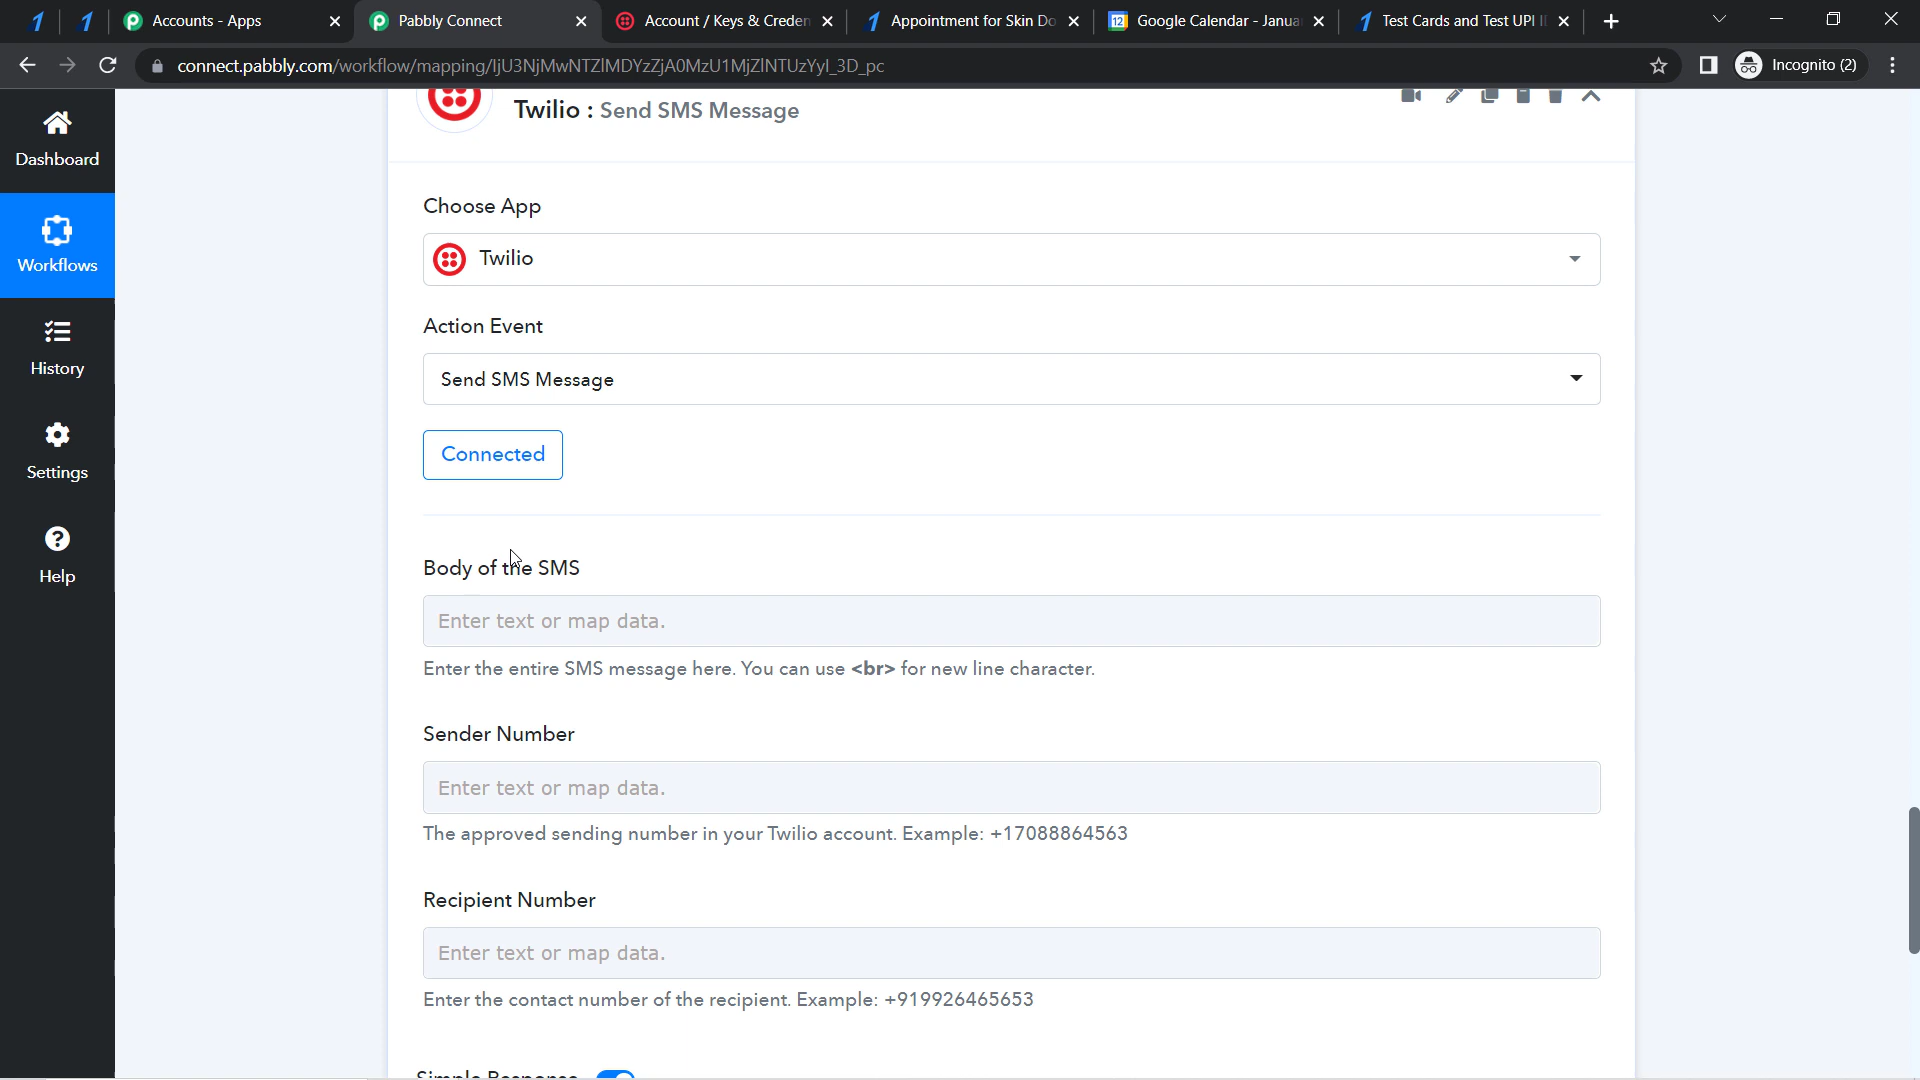 Accounts - Apps
Pabbly Connect
Account / Keys & Creden
Appointment for Skin Do
12
Google Calendar - Janua
Test Cards and Test UPI I
connect.pabbly.com/workflow/mapping/IjU3NjMwNTZlMDYzZjA0MzU1MjZlNTUzYyI_3D_pc
Incognito (2)
Dashboard
Workflows
History
Settings
Help
Twilio : Send SMS Message
Choose App
Twilio
Action Event
Send SMS Message
Connected
Body of the SMS
Enter text or map data.
Enter the entire SMS message here. You can use <br> for new line character.
Sender Number
Enter text or map data.
The approved sending number in your Twilio account. Example: +17088864563
Recipient Number
Enter text or map data.
Enter the contact number of the recipient. Example: +919926465653
Simple Response